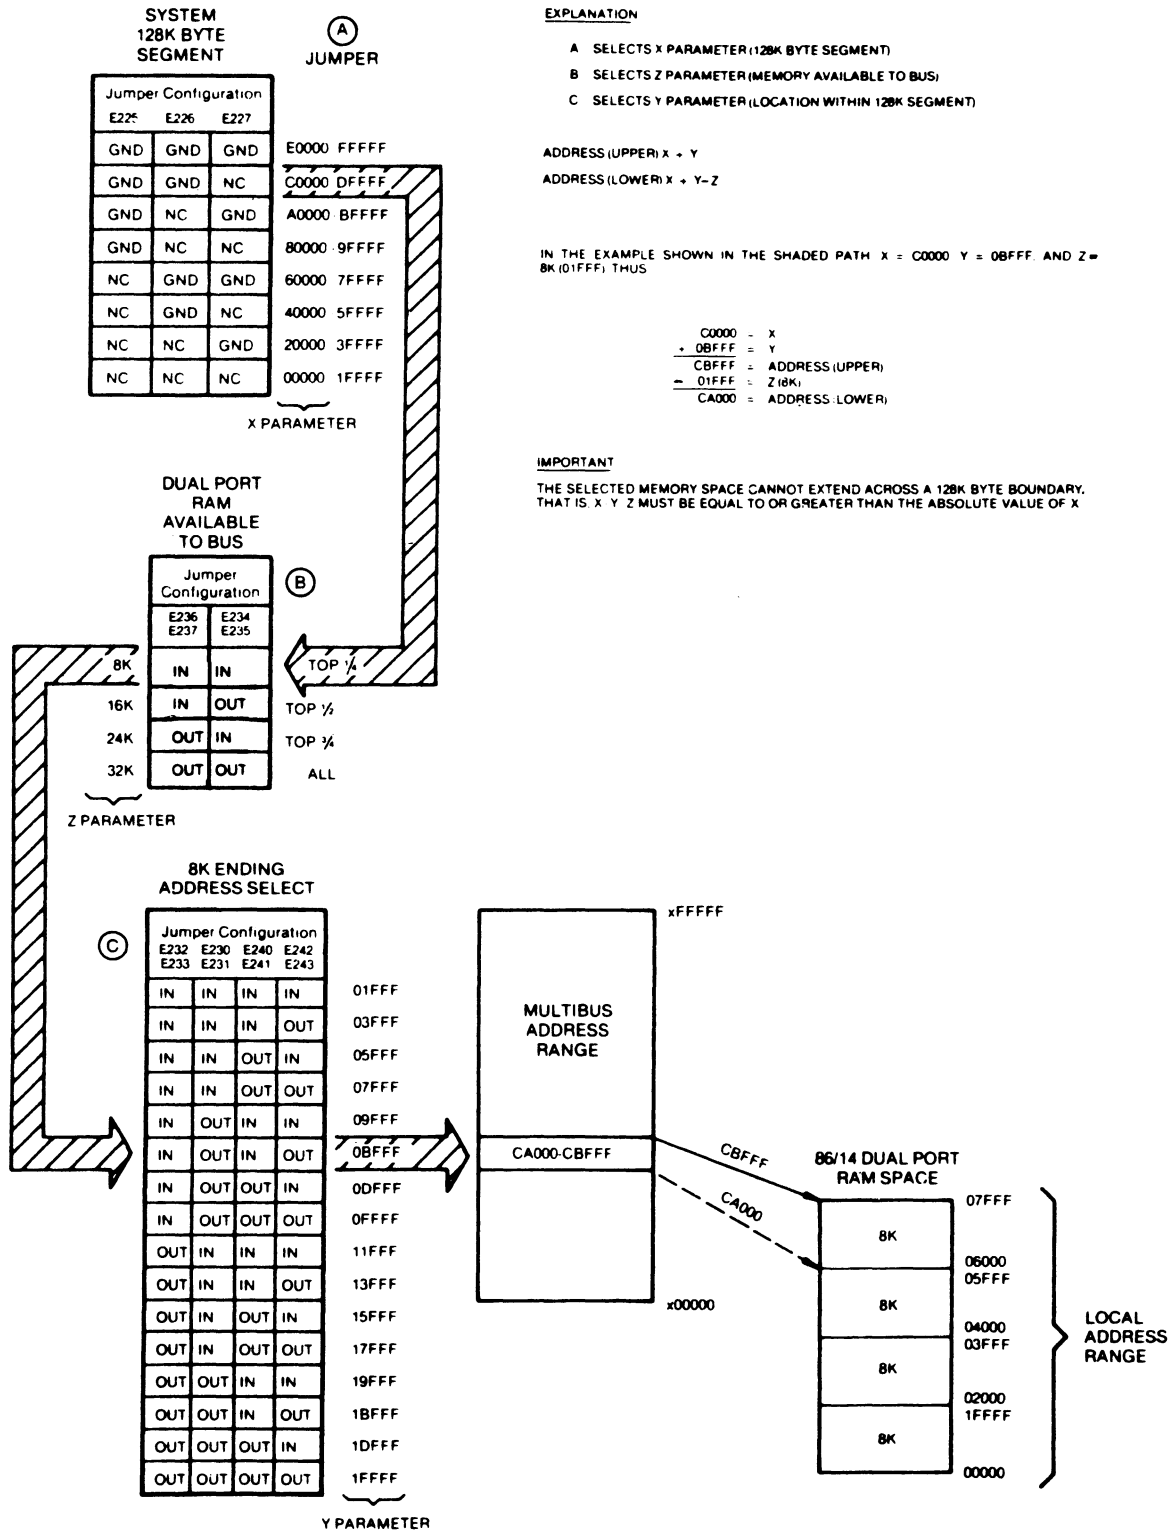 SYSTEM
128K BYTE
SEGMENT
A
JUMPER
Jumper Configuration
E225 E226 E227
GND GND GND E0000 FFFFF
GND GND NC C0000 DFFFF
GND NC GND A0000 BFFFF
GND NC NC 80000 9FFFF
NC GND GND 60000 7FFFF
NC GND NC 40000 5FFFF
NC NC GND 20000 3FFFF
NC NC NC 00000 1FFFF
X PARAMETER
EXPLANATION
A SELECTS X PARAMETER (128K BYTE SEGMENT)
B SELECTS Z PARAMETER (MEMORY AVAILABLE TO BUS)
C SELECTS Y PARAMETER (LOCATION WITHIN 128K SEGMENT)
ADDRESS (UPPER) X + Y
ADDRESS (LOWER) X + Y-Z
IN THE EXAMPLE SHOWN IN THE SHADED PATH X = C0000 Y = 0BFFF. AND Z =
8K (01FFF) THUS
C0000 = X
+ 0BFFF = Y
CBFFF = ADDRESS (UPPER)
- 01FFF = Z (8K)
CA000 = ADDRESS (LOWER)
IMPORTANT
THE SELECTED MEMORY SPACE CANNOT EXTEND ACROSS A 128K BYTE BOUNDARY.
THAT IS X Y Z MUST BE EQUAL TO OR GREATER THAN THE ABSOLUTE VALUE OF X
DUAL PORT
RAM
AVAILABLE
TO BUS
B
Jumper
Configuration
E236 E234
E237 E235
8K IN IN TOP ¼
16K IN OUT TOP ½
24K OUT IN TOP ¾
32K OUT OUT ALL
Z PARAMETER
8K ENDING
ADDRESS SELECT
C
Jumper Configuration
E232 E230 E240 E242
E233 E231 E241 E243
IN IN IN IN 01FFF
IN IN IN OUT 03FFF
IN IN OUT IN 05FFF
IN IN OUT OUT 07FFF
IN OUT IN IN 09FFF
IN OUT IN OUT 0BFFF
IN OUT OUT IN 0DFFF
IN OUT OUT OUT 0FFFF
OUT IN IN IN 11FFF
OUT IN IN OUT 13FFF
OUT IN OUT IN 15FFF
OUT IN OUT OUT 17FFF
OUT OUT IN IN 19FFF
OUT OUT IN OUT 1BFFF
OUT OUT OUT IN 1DFFF
OUT OUT OUT OUT 1FFFF
Y PARAMETER
xFFFFF
MULTIBUS
ADDRESS
RANGE
CA000-CBFFF
x00000
CBFFF
CA000
86/14 DUAL PORT
RAM SPACE
07FFF
8K
06000
05FFF
8K
04000
03FFF
8K
02000
1FFFF
8K
00000
LOCAL
ADDRESS
RANGE